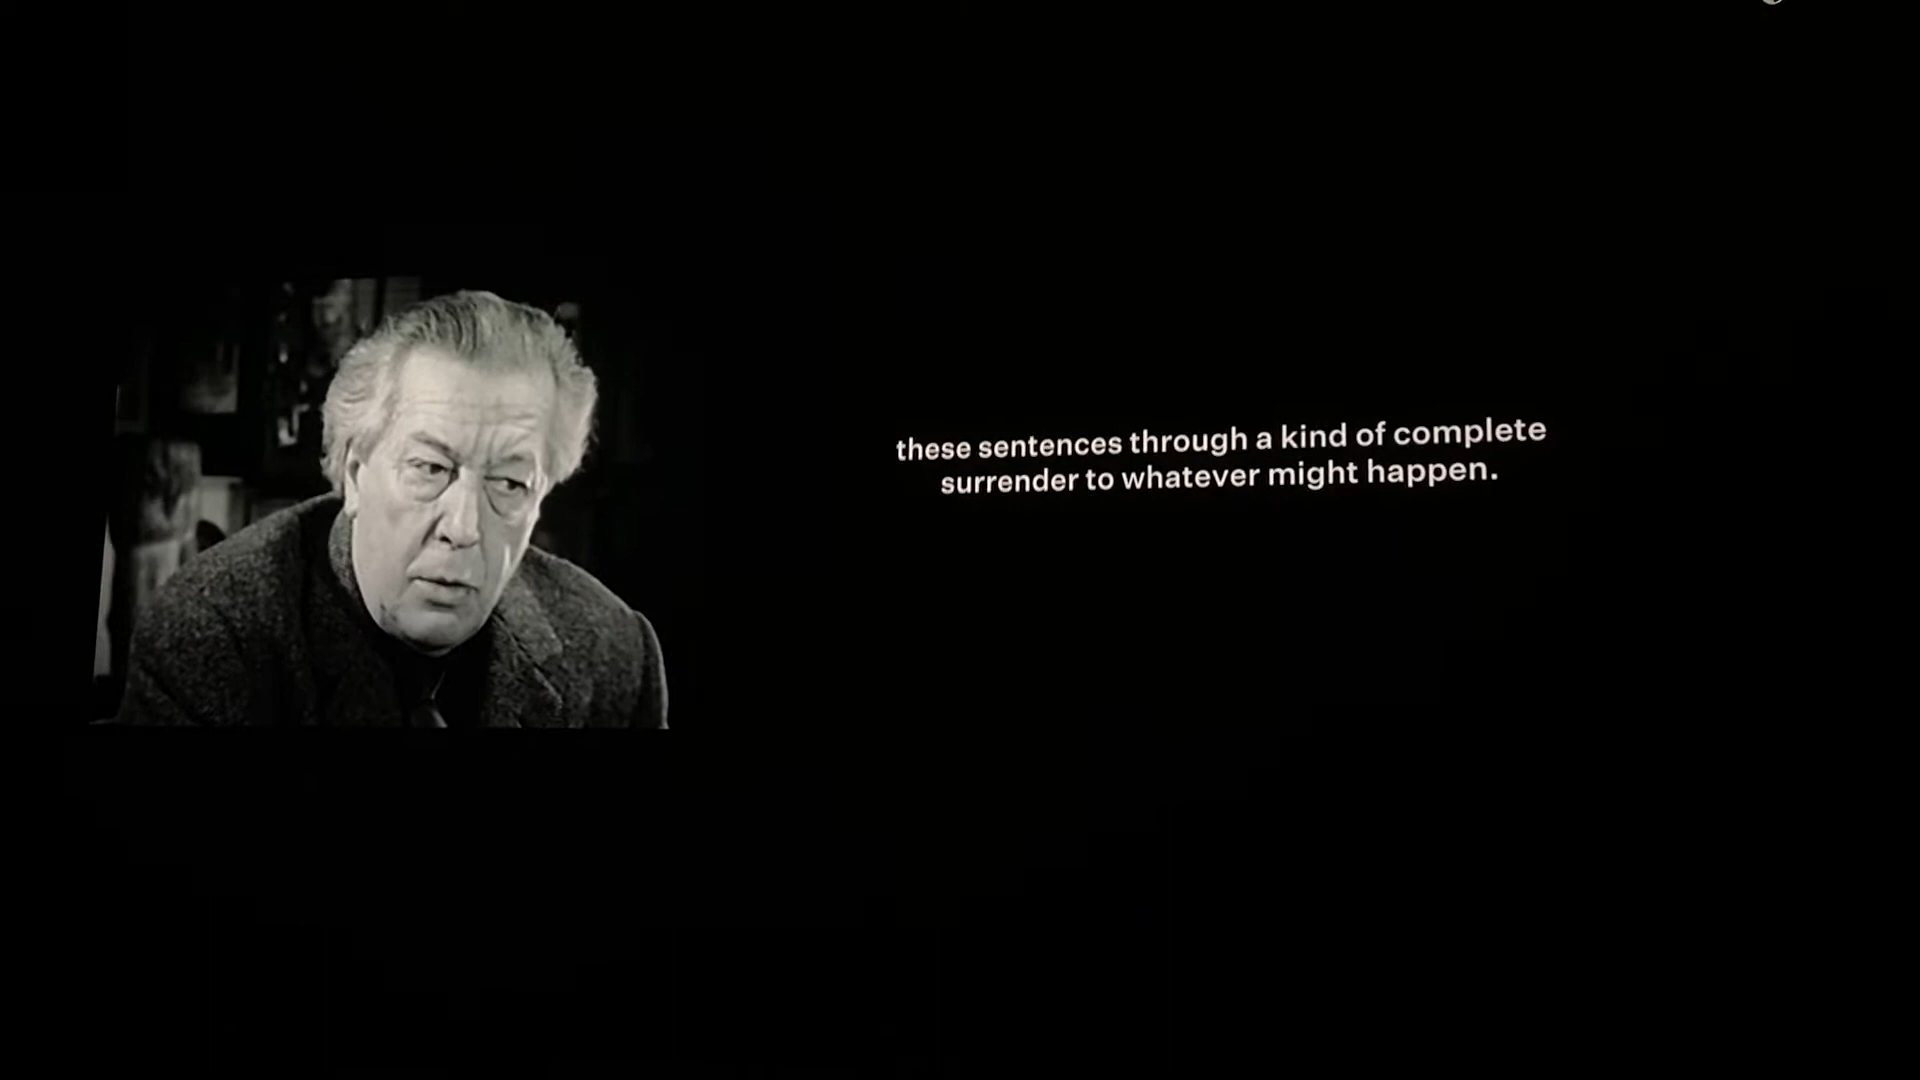 these sentences through a kind of complete
surrender to whatever might happen.